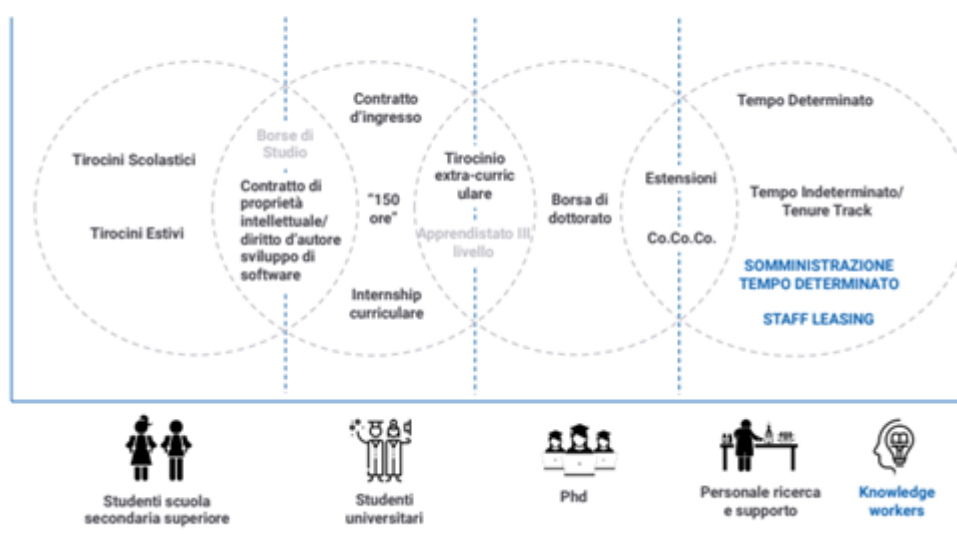 Tirocini Scolastici
Tirocini Estivi
Borse di
Studio
Contratto di
proprietà
intellettuale/
diritto d'autore
sviluppo di
software
Contratto
d'ingresso
"150
ore"
Internship
curriculare
Tirocinio
extra-curric
ulare
Apprendistato III
livello
Borsa di
dottorato
Estensioni
Co.Co.Co.
Tempo Determinato
Tempo Indeterminato/
Tenure Track
SOMMINISTRAZIONE
TEMPO DETERMINATO
STAFF LEASING
Studenti scuola
secondaria superiore
Studenti
universitari
Phd
Personale ricerca
e supporto
Knowledge
workers